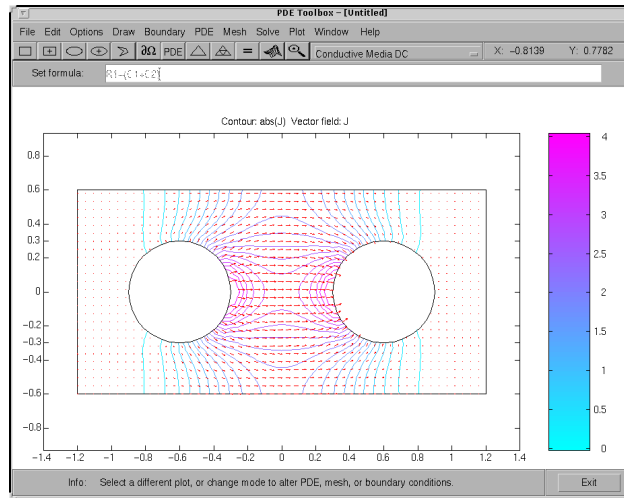 PDE Toolbox - [Untitled]
File Edit Options Draw Boundary PDE Mesh Solve Plot Window Help
∂Ω PDE = Conductive Media DC X: -0.8139 Y: 0.7782
Set formula: R1-(C1+C2)
Contour: abs(J) Vector field: J
0.8
0.6
0.4
0.3
0.2
0
-0.2
-0.3
-0.4
-0.6
-0.8
-1.4 -1.2 -1 -0.8 -0.6 -0.4 -0.2 0 0.2 0.4 0.6 0.8 1 1.2 1.4
4
3.5
3
2.5
2
1.5
1
0.5
0
Info: Select a different plot, or change mode to alter PDE, mesh, or boundary conditions. Exit